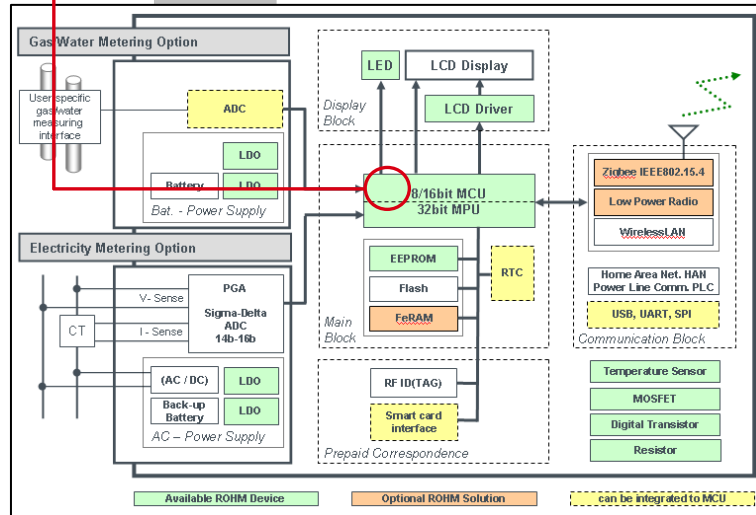 Gas/Water Metering Option
User specific
gas/water
measuring
interface
ADC
LDO
Battery
LDO
Bat. - Power Supply
Electricity Metering Option
V- Sense
CT
I - Sense
PGA
Sigma-Delta
ADC
14b-16b
(AC / DC)
LDO
Back-up
Battery
LDO
AC – Power Supply
LED
LCD Display
LCD Driver
Display
Block
8/16bit MCU
32bit MPU
EEPROM
Flash
FeRAM
RTC
Main
Block
RF ID(TAG)
Smart card
interface
Prepaid Correspondence
Zigbee IEEE802.15.4
Low Power Radio
WirelessLAN
Home Area Net. HAN
Power Line Comm. PLC
USB, UART, SPI
Communication Block
Temperature Sensor
MOSFET
Digital Transistor
Resistor
Available ROHM Device
Optional ROHM Solution
can be integrated to MCU